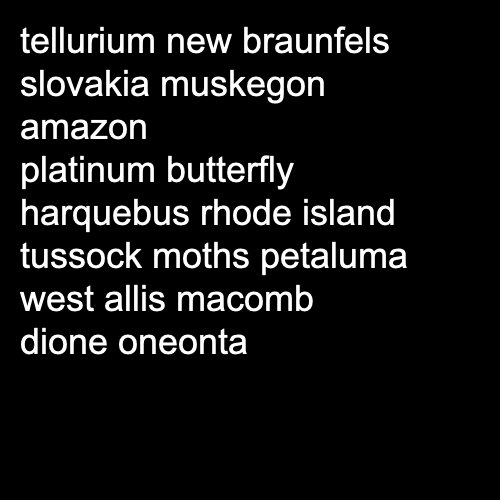 tellurium new braunfels
slovakia muskegon
amazon
platinum butterfly
harquebus rhode island
tussock moths petaluma
west allis macomb
dione oneonta